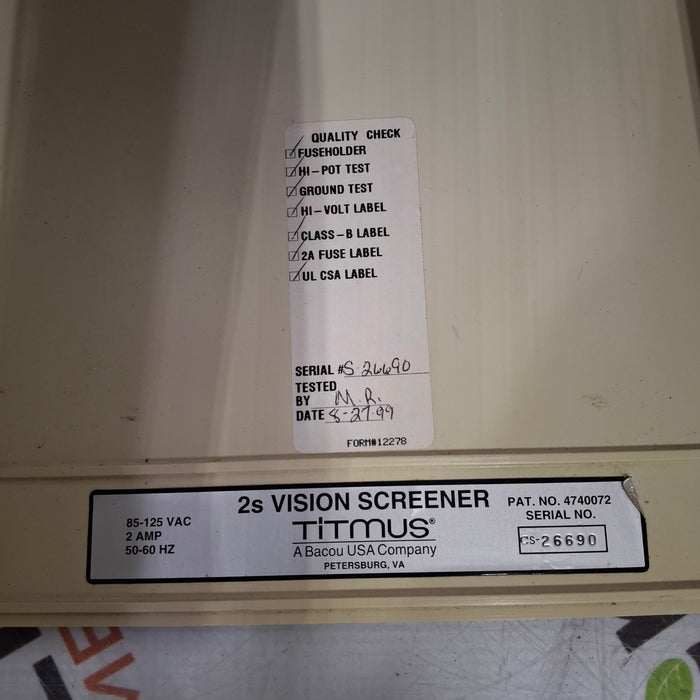 QUALITY CHECK
FUSEHOLDER
HI-POT TEST
GROUND TEST
HI-VOLT LABEL
CLASS-B LABEL
2A FUSE LABEL
UL CSA LABEL
SERIAL #S-26690
TESTED
BY M.R.
DATE 8-27-99
FORM#12278
85-125 VAC
2 AMP
50-60 HZ
2s VISION SCREENER
TITMUS®
A Bacou USA Company
PETERSBURG, VA
PAT. NO. 4740072
SERIAL NO.
CS-26690